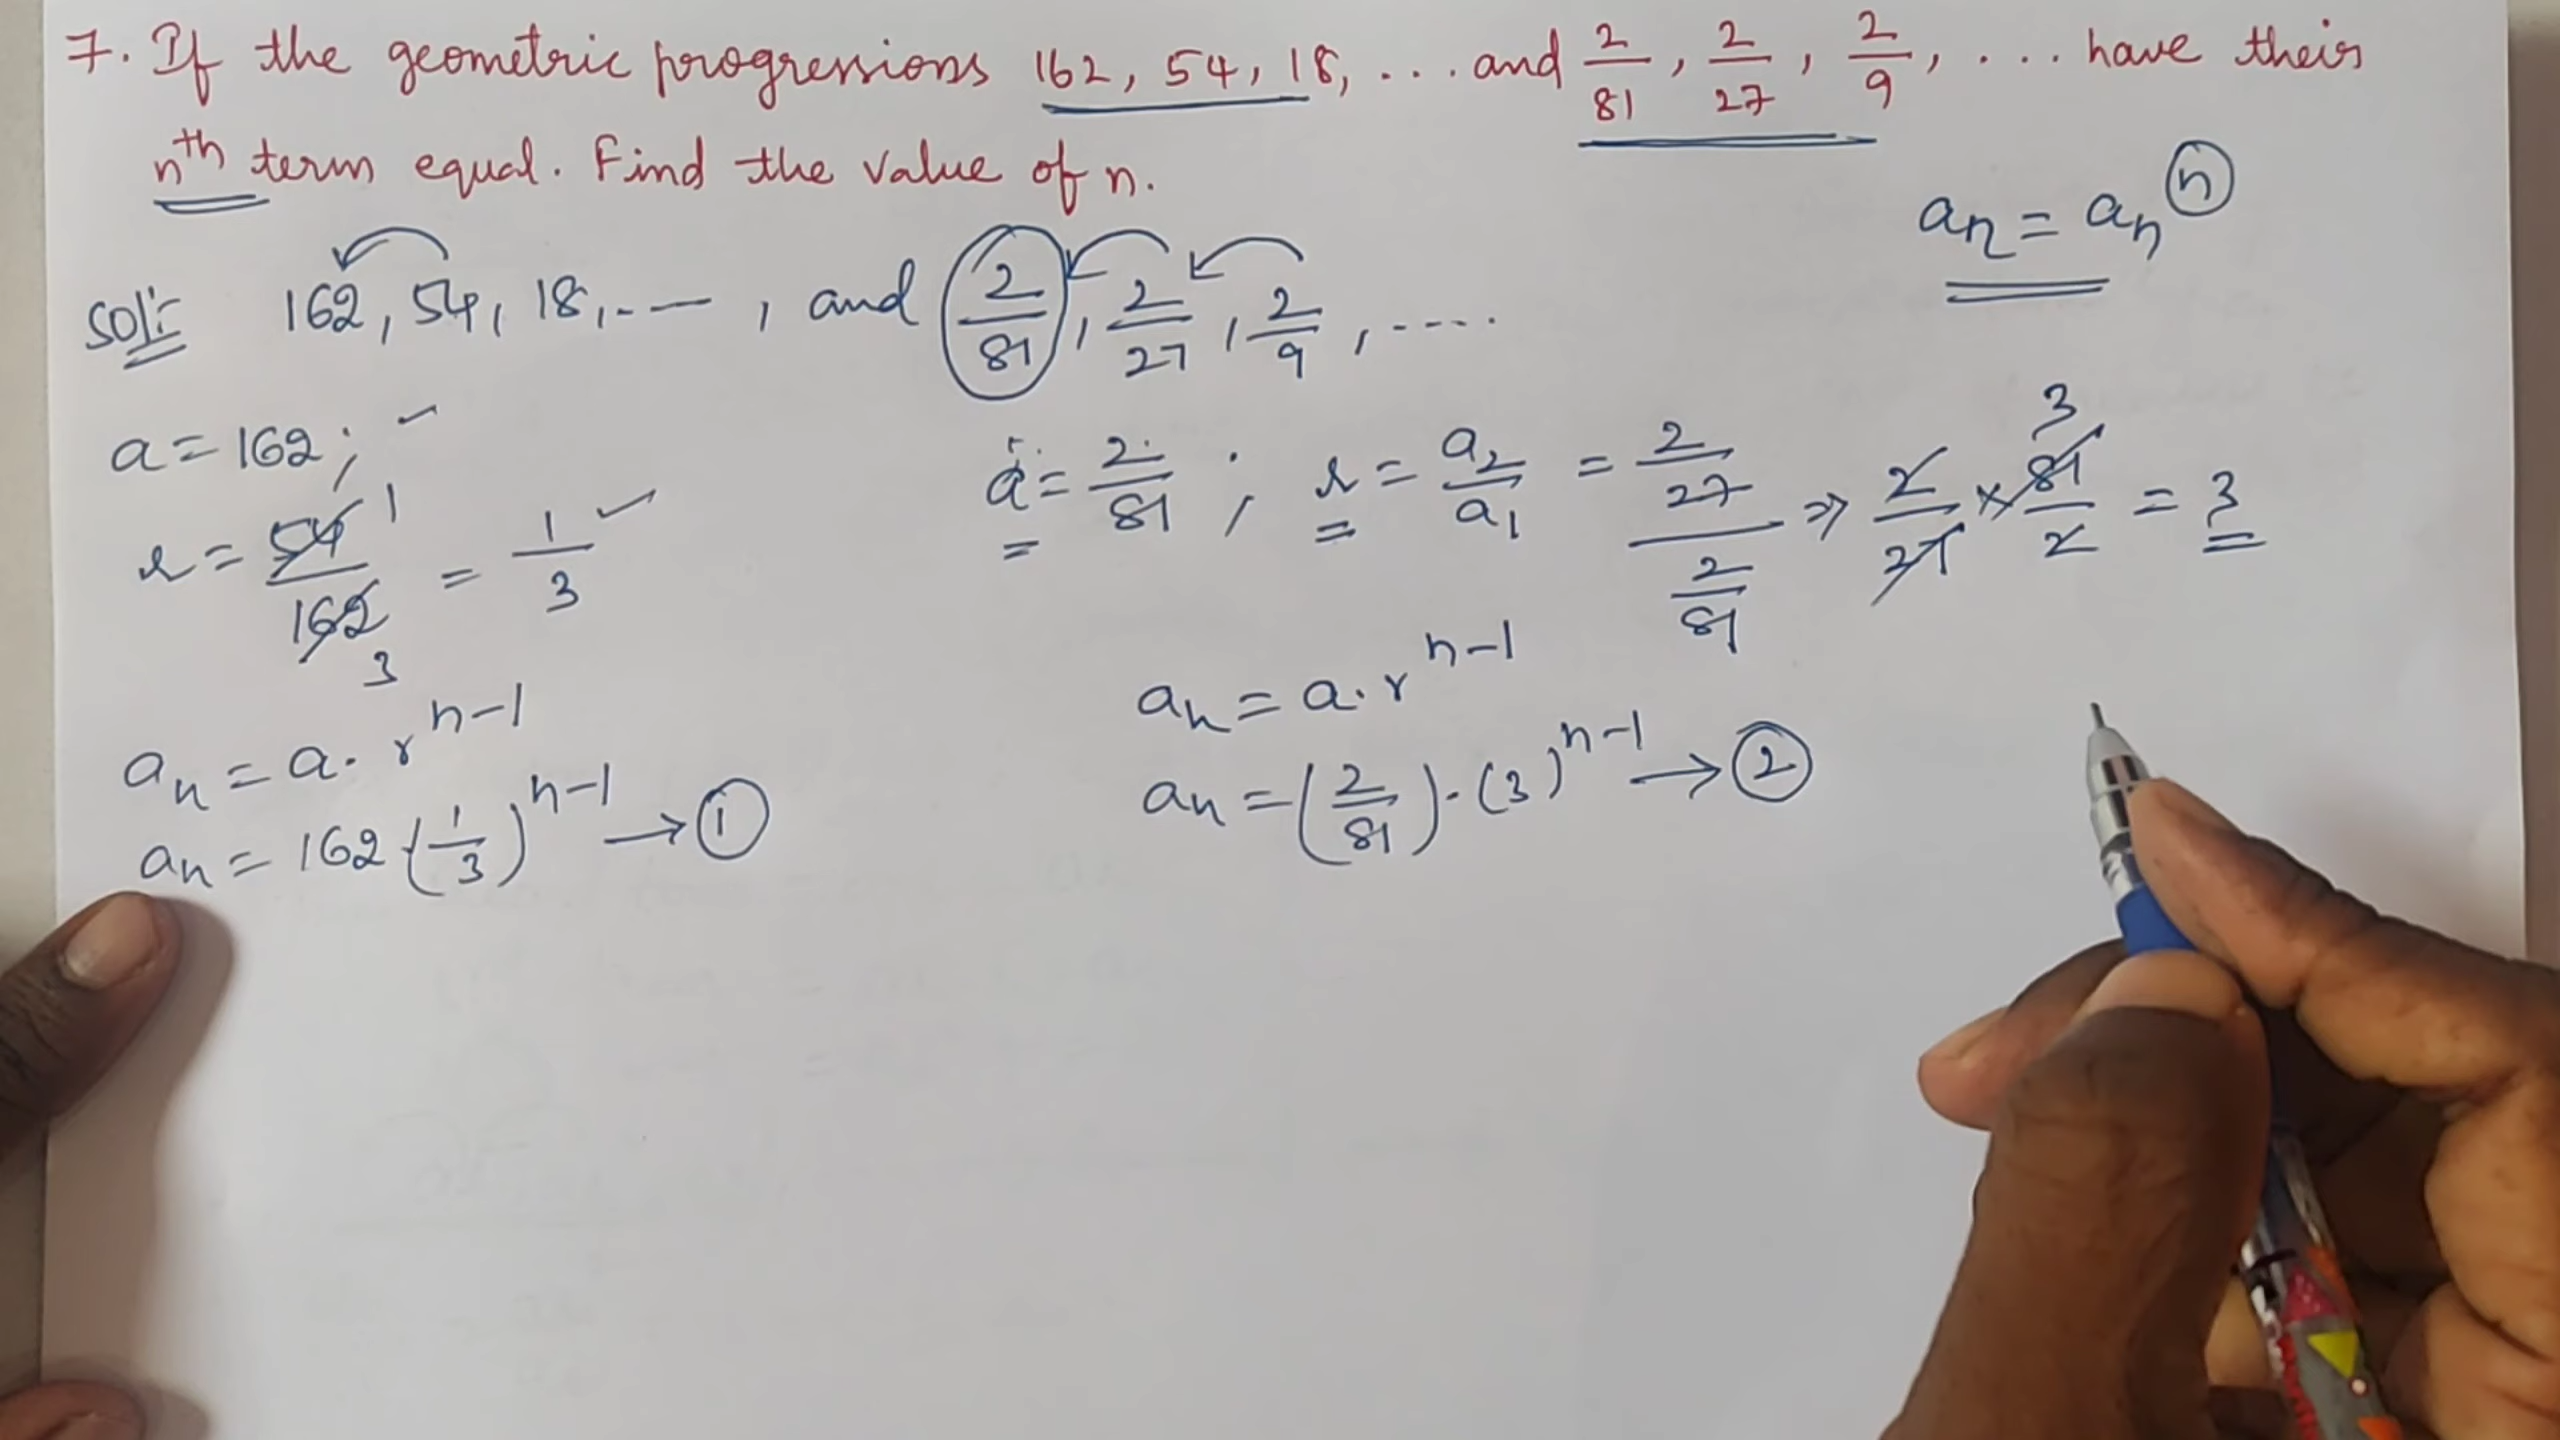 7. If the geometric progressions 162, 54, 18, ... and 2/81, 2/27, 2/9, ... have their
nth term equal. Find the value of n.
an = an (n)
Sol: 162, 54, 18, ... , and 2/81, 2/27, 2/9, ....
a = 162;
r = 54/162 = 1/3
1
3
a = 2/81 ; r = a2/a1 = (2/27)/(2/81) ⇒ 2/27 × 81/2 = 3
3
an = a. r^(n-1)
an = 162 (1/3)^(n-1) → (1)
an = a. r^(n-1)
an = (2/81) . (3)^(n-1) → (2)